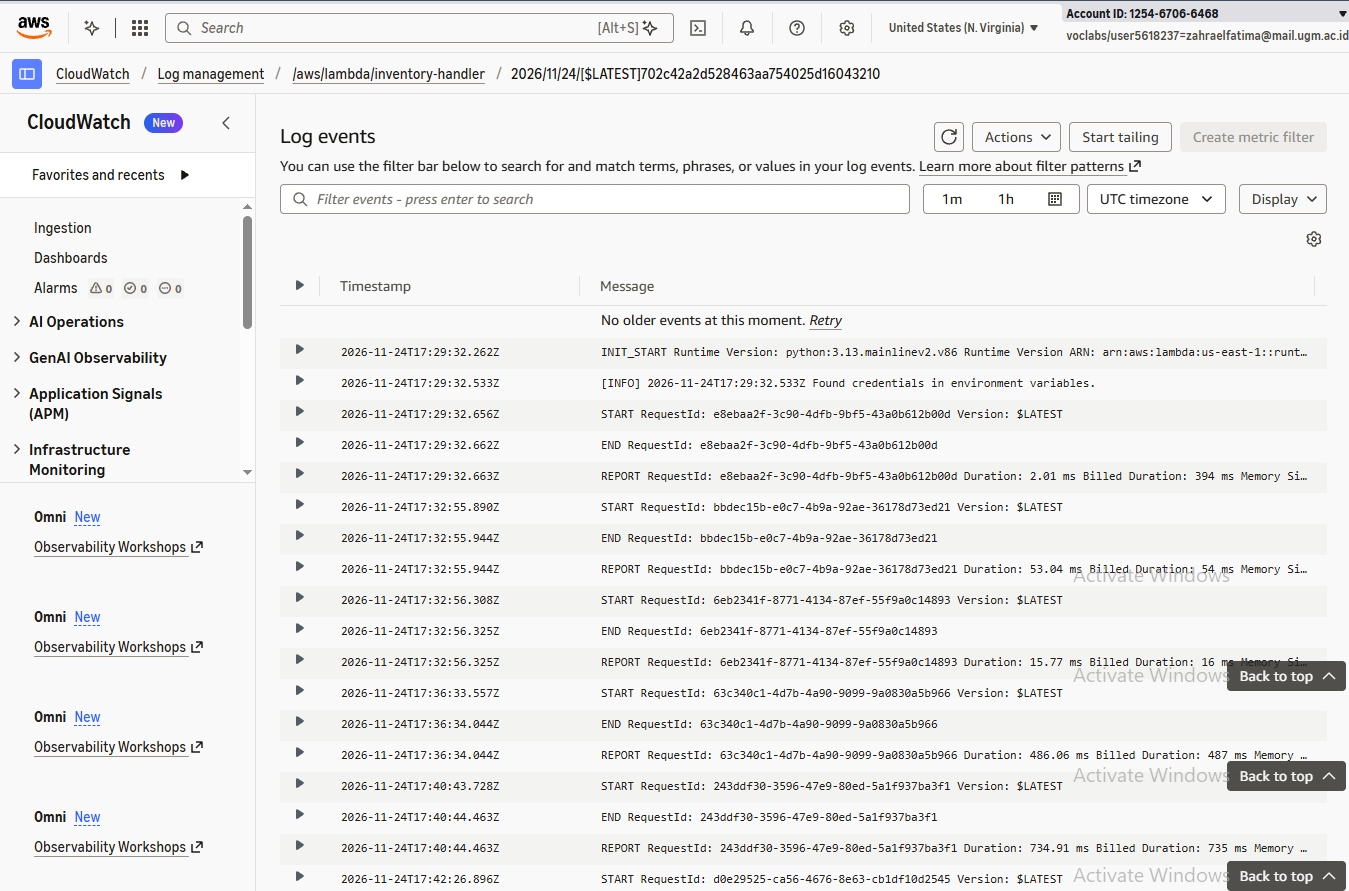 aws
Search
[Alt+S]
United States (N. Virginia)
Account ID: 1254-6706-6468
voclabs/user5618237=zahraelfatima@mail.ugm.ac.id
CloudWatch / Log management / /aws/lambda/inventory-handler / 2026/11/24/[$LATEST]702c42a2d528463aa754025d16043210
CloudWatch New
Favorites and recents
Ingestion
Dashboards
Alarms 0 0 0
AI Operations
GenAI Observability
Application Signals
(APM)
Infrastructure
Monitoring
Omni New
Observability Workshops
Omni New
Observability Workshops
Omni New
Observability Workshops
Omni New
Observability Workshops
Log events
Actions
Start tailing
Create metric filter
You can use the filter bar below to search for and match terms, phrases, or values in your log events. Learn more about filter patterns
Filter events - press enter to search
1m 1h
UTC timezone
Display
Timestamp Message
No older events at this moment. Retry
2026-11-24T17:29:32.262Z INIT_START Runtime Version: python:3.13.mainlinev2.v86 Runtime Version ARN: arn:aws:lambda:us-east-1::runt…
2026-11-24T17:29:32.533Z [INFO] 2026-11-24T17:29:32.533Z Found credentials in environment variables.
2026-11-24T17:29:32.656Z START RequestId: e8ebaa2f-3c90-4dfb-9bf5-43a0b612b00d Version: $LATEST
2026-11-24T17:29:32.662Z END RequestId: e8ebaa2f-3c90-4dfb-9bf5-43a0b612b00d
2026-11-24T17:29:32.663Z REPORT RequestId: e8ebaa2f-3c90-4dfb-9bf5-43a0b612b00d Duration: 2.01 ms Billed Duration: 394 ms Memory Si…
2026-11-24T17:32:55.890Z START RequestId: bbdec15b-e0c7-4b9a-92ae-36178d73ed21 Version: $LATEST
2026-11-24T17:32:55.944Z END RequestId: bbdec15b-e0c7-4b9a-92ae-36178d73ed21
2026-11-24T17:32:55.944Z REPORT RequestId: bbdec15b-e0c7-4b9a-92ae-36178d73ed21 Duration: 53.04 ms Billed Duration: 54 ms Memory Si…
Activate Windows
2026-11-24T17:32:56.308Z START RequestId: 6eb2341f-8771-4134-87ef-55f9a0c14893 Version: $LATEST
2026-11-24T17:32:56.325Z END RequestId: 6eb2341f-8771-4134-87ef-55f9a0c14893
2026-11-24T17:32:56.325Z REPORT RequestId: 6eb2341f-8771-4134-87ef-55f9a0c14893 Duration: 15.77 ms Billed Duration: 16 ms Memory Si…
Activate Windows
Back to top
2026-11-24T17:36:33.557Z START RequestId: 63c340c1-4d7b-4a90-9099-9a0830a5b966 Version: $LATEST
2026-11-24T17:36:34.044Z END RequestId: 63c340c1-4d7b-4a90-9099-9a0830a5b966
2026-11-24T17:36:34.044Z REPORT RequestId: 63c340c1-4d7b-4a90-9099-9a0830a5b966 Duration: 486.06 ms Billed Duration: 487 ms Memory …
Activate Windows
Back to top
2026-11-24T17:40:43.728Z START RequestId: 243ddf30-3596-47e9-80ed-5a1f937ba3f1 Version: $LATEST
2026-11-24T17:40:44.463Z END RequestId: 243ddf30-3596-47e9-80ed-5a1f937ba3f1
2026-11-24T17:40:44.463Z REPORT RequestId: 243ddf30-3596-47e9-80ed-5a1f937ba3f1 Duration: 734.91 ms Billed Duration: 735 ms Memory …
2026-11-24T17:42:26.896Z START RequestId: d0e29525-ca56-4676-8e63-cb1df10d2545 Version: $LATEST
Activate Windows
Back to top